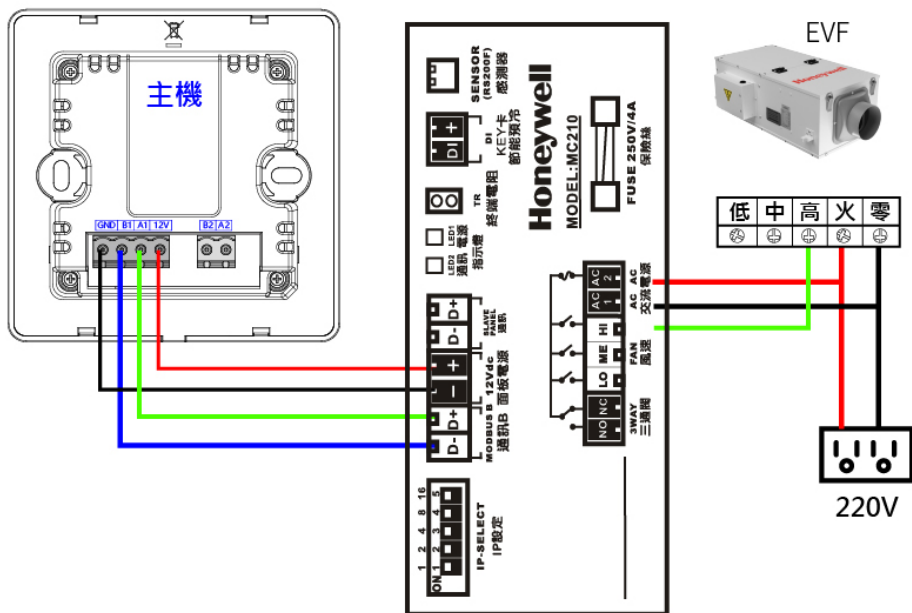 主機
GND B1 A1 12V
B2 A2
SENSOR
(RS200F)
感測器
DI +
DI
KEY卡
節能預冷
TR
終端電阻
LED1
電源
LED2
通訊
指示燈
D+
D-
SLAVE
PANEL
通訊
+
-
12Vdc
面板電源
D+
D-
MODBUS B
通訊B
1 2 4 8 16
ON 1 2 3 4 5
IP-SELECT
IP設定
Honeywell
MODEL:MC210
FUSE 250V/4A
保險絲
AC 2
AC 1
AC AC
交流電源
HI
ME
LO
FAN
風速
NC
NO
3WAY
三通閥
EVF
Honeywell
低 中 高 火 零
220V